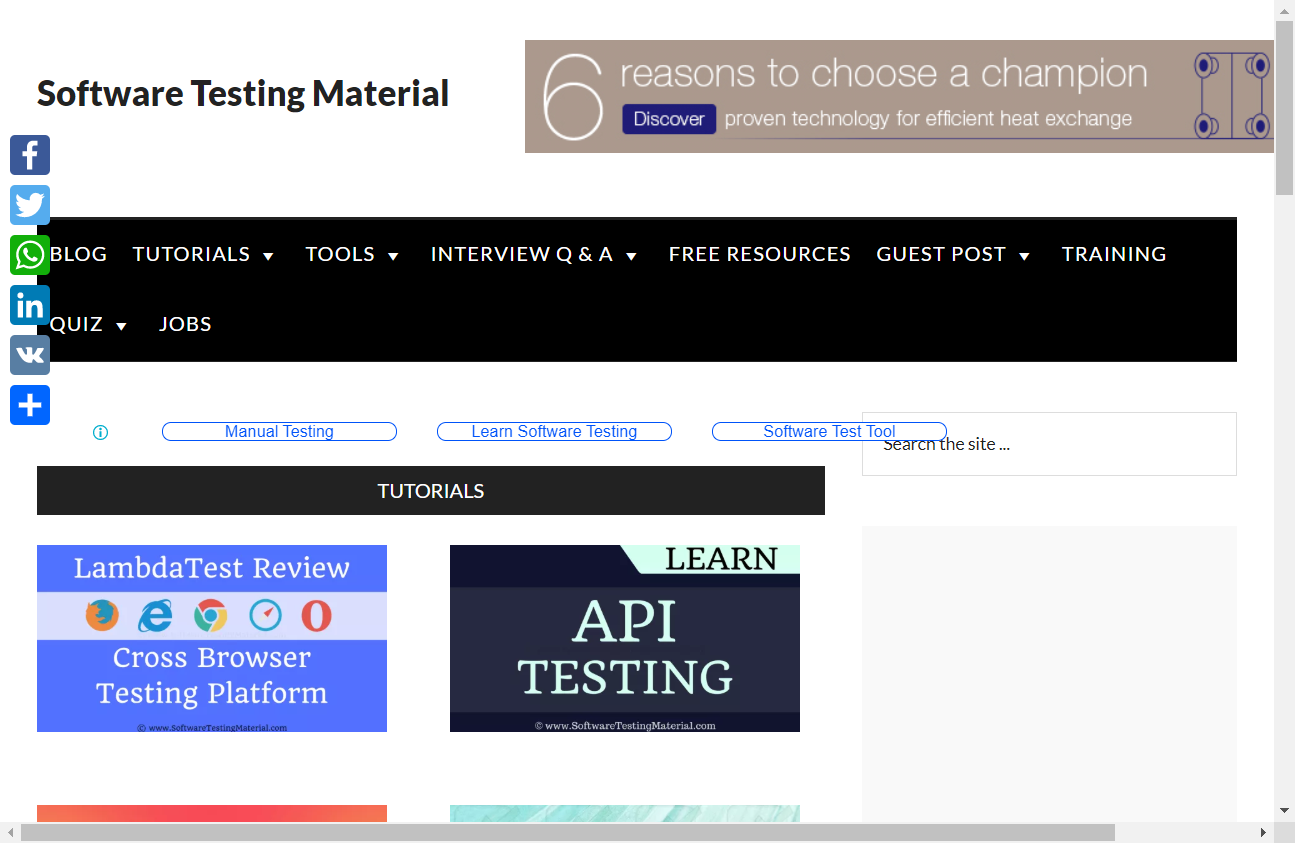 6 reasons to choose a champion
Discover proven technology for efficient heat exchange
Software Testing Material
BLOG TUTORIALS TOOLS INTERVIEW Q & A FREE RESOURCES GUEST POST TRAINING
QUIZ JOBS
Manual Testing Learn Software Testing Software Test Tool
Search the site ...
TUTORIALS
LambdaTest Review
Cross Browser
Testing Platform
© www.SoftwareTestingMaterial.com
LEARN
API
TESTING
© www.SoftwareTestingMaterial.com